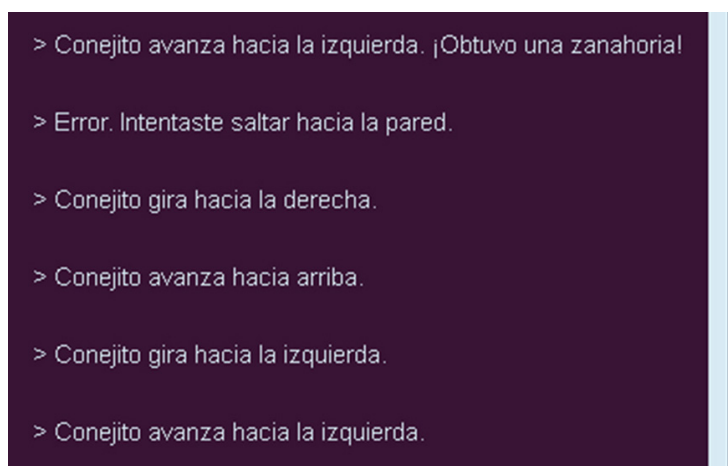 > Conejito avanza hacia la izquierda. ¡Obtuvo una zanahoria!
> Error. Intentaste saltar hacia la pared.
> Conejito gira hacia la derecha.
> Conejito avanza hacia arriba.
> Conejito gira hacia la izquierda.
> Conejito avanza hacia la izquierda.